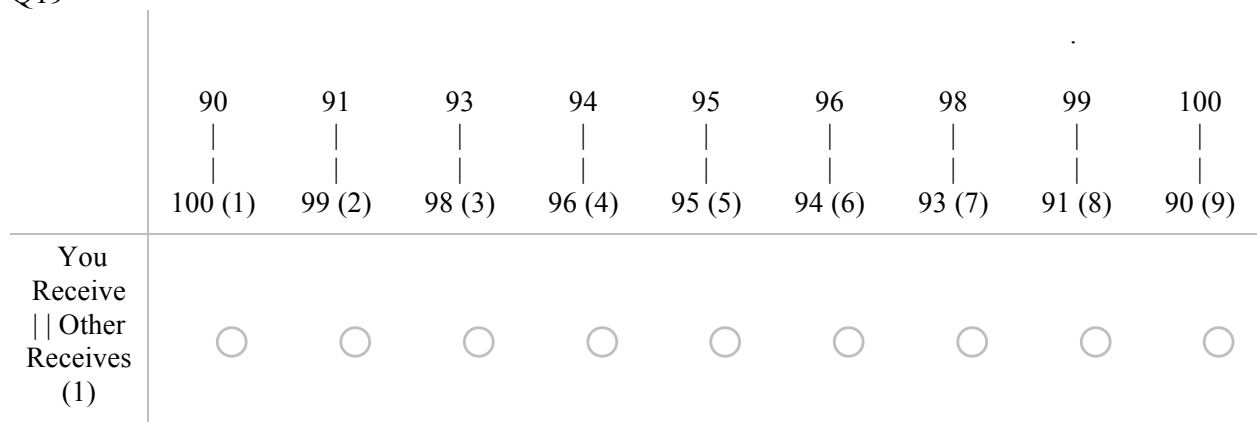 90 91 93 94 95 96 98 99 100
| | | | | | | | |
| | | | | | | | |
100 (1) 99 (2) 98 (3) 96 (4) 95 (5) 94 (6) 93 (7) 91 (8) 90 (9)
You
Receive
|| Other
Receives
(1)